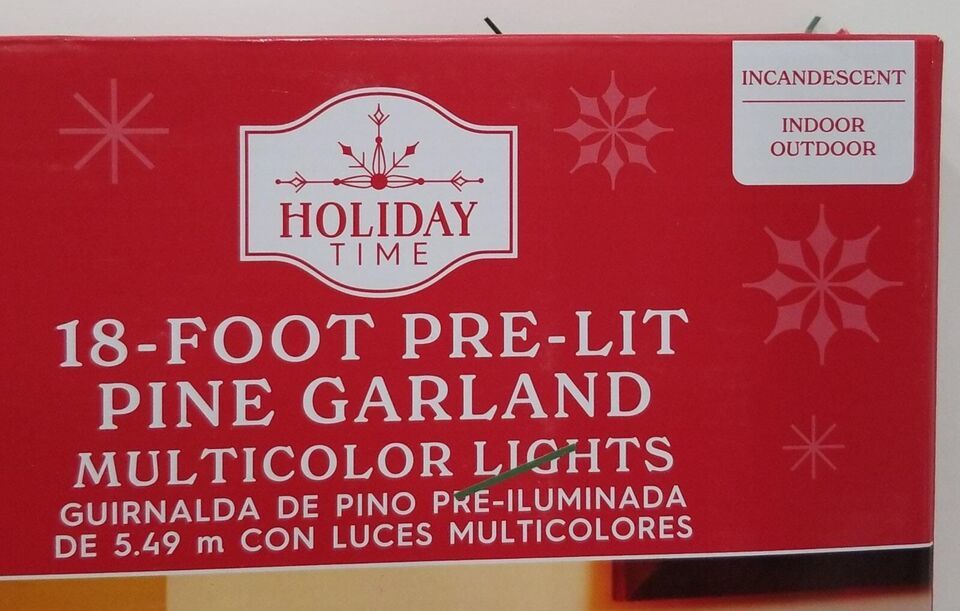 INCANDESCENT
INDOOR
OUTDOOR
HOLIDAY
TIME
18-FOOT PRE-LIT
PINE GARLAND
MULTICOLOR LIGHTS
GUIRNALDA DE PINO PRE-ILUMINADA
DE 5.49 m CON LUCES MULTICOLORES